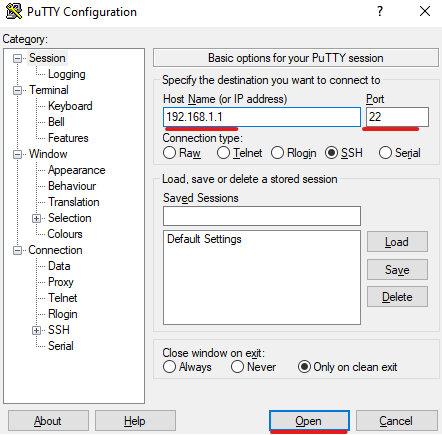 PuTTY Configuration
Category:
Session
Logging
Terminal
Keyboard
Bell
Features
Window
Appearance
Behaviour
Translation
Selection
Colours
Connection
Data
Proxy
Telnet
Rlogin
SSH
Serial
Basic options for your PuTTY session
Specify the destination you want to connect to
Host Name (or IP address) Port
192.168.1.1 22
Connection type:
Raw Telnet Rlogin SSH Serial
Load, save or delete a stored session
Saved Sessions
Default Settings
Load
Save
Delete
Close window on exit:
Always Never Only on clean exit
About Help Open Cancel